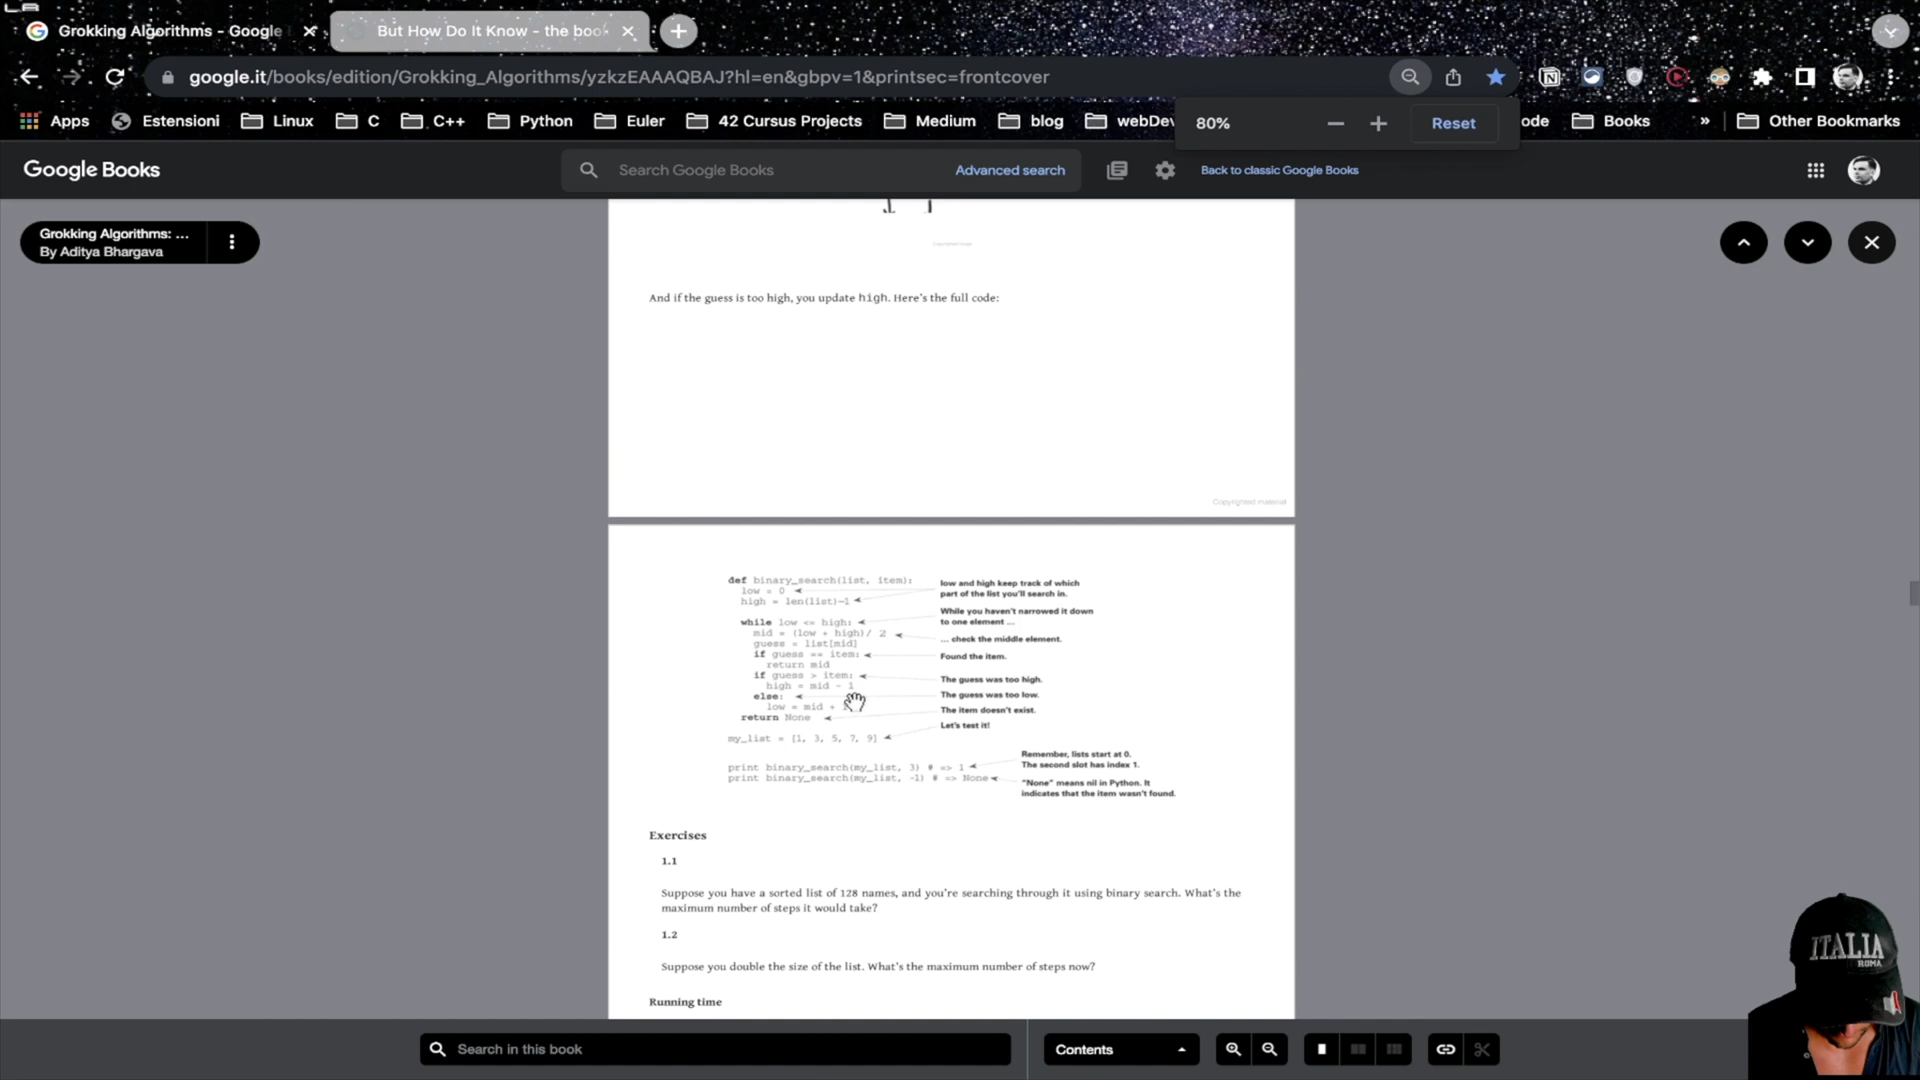 Grokking Algorithms - Google
But How Do It Know - the boo
google.it/books/edition/Grokking_Algorithms/yzkzEAAAQBAJ?hl=en&gbpv=1&printsec=frontcover
Apps
Estensioni
Linux
C
C++
Python
Euler
42 Cursus Projects
Medium
blog
webDev
80%
Reset
ode
Books
»
Other Bookmarks
Google Books
Search Google Books
Advanced search
Back to classic Google Books
Grokking Algorithms: ...
By Aditya Bhargava
Copyrighted image
And if the guess is too high, you update high. Here's the full code:
Copyrighted material
def binary_search(list, item):
low = 0
high = len(list)—1
while low <= high:
mid = (low + high)/ 2
guess = list[mid]
if guess == item:
return mid
if guess > item:
high = mid - 1
else:
low = mid +
return None
my_list = [1, 3, 5, 7, 9]
print binary_search(my_list, 3) # => 1
print binary_search(my_list, -1) # => None
low and high keep track of which
part of the list you'll search in.
While you haven't narrowed it down
to one element ...
... check the middle element.
Found the item.
The guess was too high.
The guess was too low.
The item doesn't exist.
Let's test it!
Remember, lists start at 0.
The second slot has index 1.
"None" means nil in Python. It
indicates that the item wasn't found.
Exercises
1.1
Suppose you have a sorted list of 128 names, and you're searching through it using binary search. What's the
maximum number of steps it would take?
1.2
Suppose you double the size of the list. What's the maximum number of steps now?
Running time
Search in this book
Contents
ITALIA
ROMA